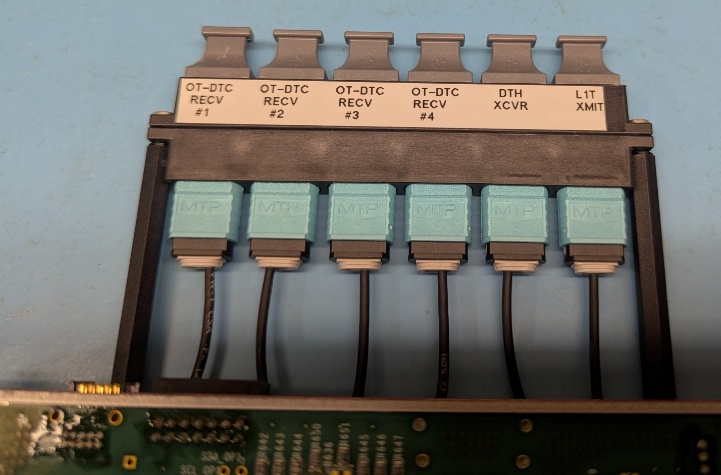 OT-DTC
RECV
#1
OT-DTC
RECV
#2
OT-DTC
RECV
#3
OT-DTC
RECV
#4
DTH
XCVR
L1T
XMIT
MTP
MTP
MTP
MTP
MTP
MTP